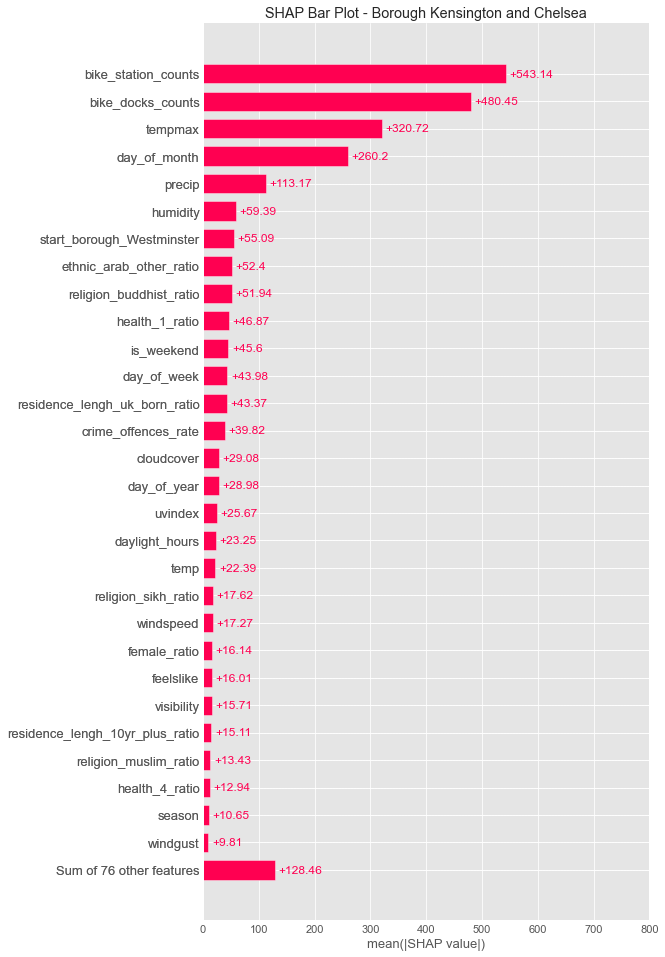 SHAP Bar Plot - Borough Kensington and Chelsea
bike_station_counts +543.14
bike_docks_counts +480.45
tempmax +320.72
day_of_month +260.2
precip +113.17
humidity +59.39
start_borough_Westminster +55.09
ethnic_arab_other_ratio +52.4
religion_buddhist_ratio +51.94
health_1_ratio +46.87
is_weekend +45.6
day_of_week +43.98
residence_lengh_uk_born_ratio +43.37
crime_offences_rate +39.82
cloudcover +29.08
day_of_year +28.98
uvindex +25.67
daylight_hours +23.25
temp +22.39
religion_sikh_ratio +17.62
windspeed +17.27
female_ratio +16.14
feelslike +16.01
visibility +15.71
residence_lengh_10yr_plus_ratio +15.11
religion_muslim_ratio +13.43
health_4_ratio +12.94
season +10.65
windgust +9.81
Sum of 76 other features +128.46
0 100 200 300 400 500 600 700 800
mean(|SHAP value|)